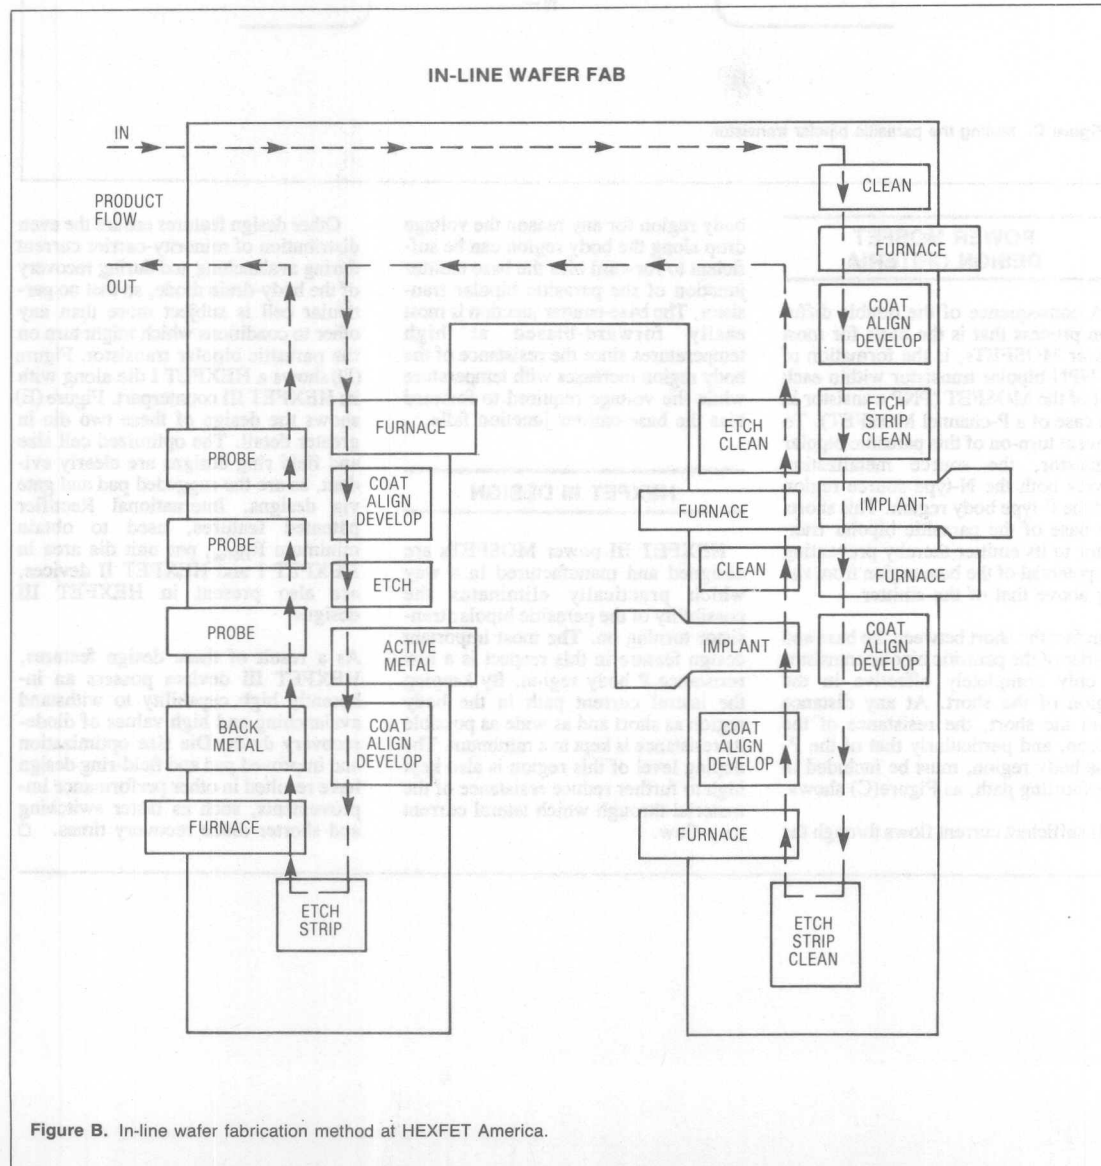 IN-LINE WAFER FAB
IN
PRODUCT
FLOW
OUT
CLEAN
FURNACE
COAT
ALIGN
DEVELOP
ETCH
STRIP
CLEAN
IMPLANT
FURNACE
COAT
ALIGN
DEVELOP
ETCH
STRIP
CLEAN
FURNACE
COAT
ALIGN
DEVELOP
IMPLANT
CLEAN
FURNACE
ETCH
CLEAN
FURNACE
COAT
ALIGN
DEVELOP
ETCH
ACTIVE
METAL
COAT
ALIGN
DEVELOP
ETCH
STRIP
FURNACE
BACK
METAL
PROBE
PROBE
PROBE
Figure B. In-line wafer fabrication method at HEXFET America.